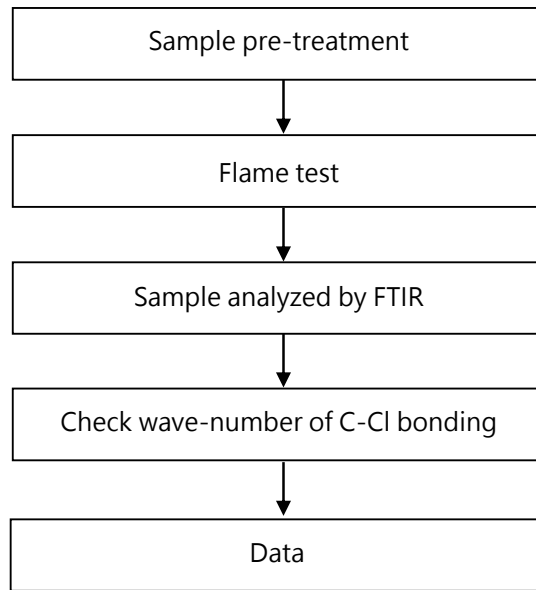 Sample pre-treatment
Flame test
Sample analyzed by FTIR
Check wave-number of C-Cl bonding
Data